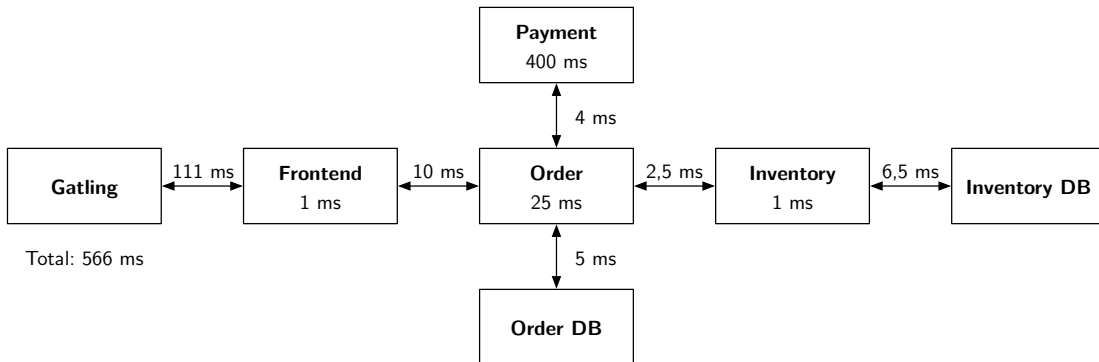 Payment
400 ms
4 ms
Gatling
111 ms
Frontend
1 ms
10 ms
Order
25 ms
2,5 ms
Inventory
1 ms
6,5 ms
Inventory DB
Total: 566 ms
5 ms
Order DB